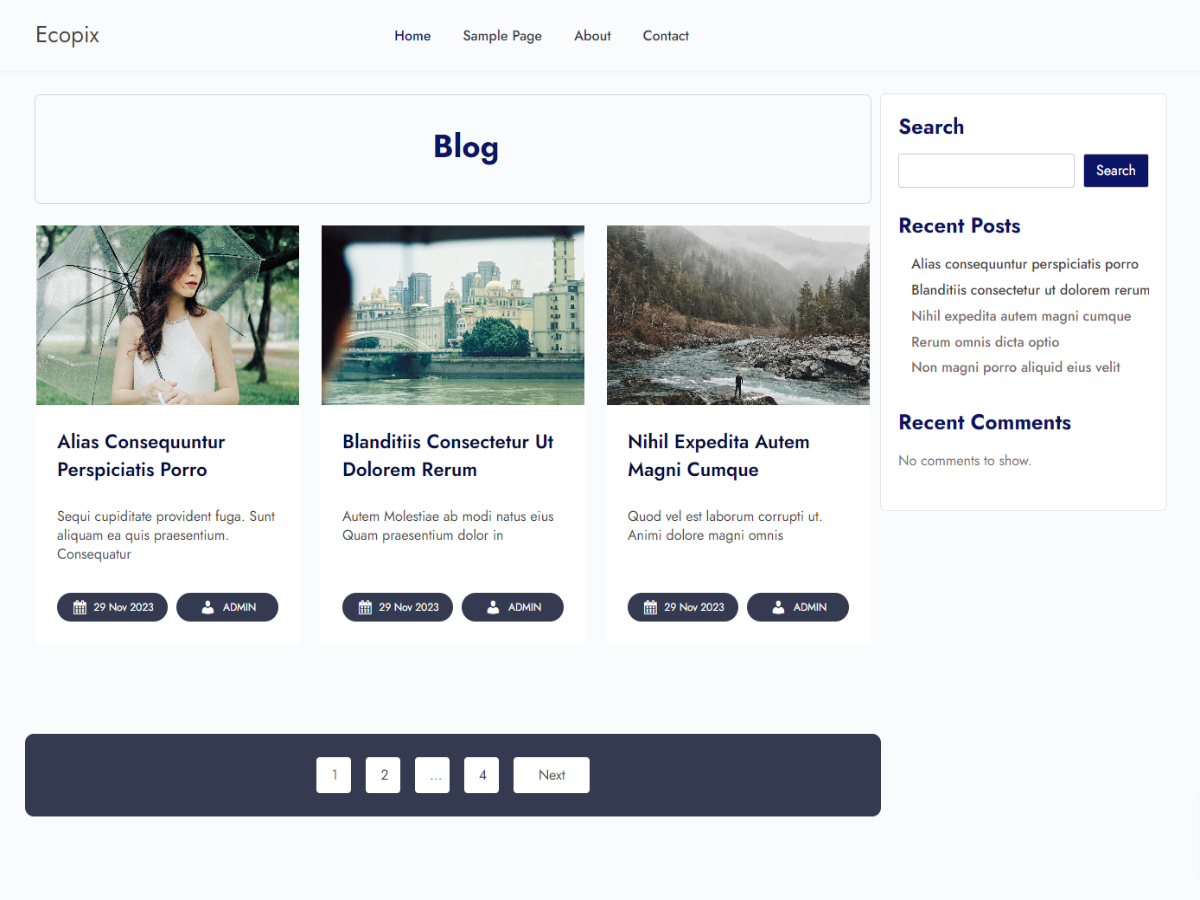 Ecopix
Home Sample Page About Contact
Blog
Alias Consequuntur
Perspiciatis Porro
Sequi cupiditate provident fuga. Sunt
aliquam ea quis praesentium.
Consequatur
29 Nov 2023 ADMIN
Blanditiis Consectetur Ut
Dolorem Rerum
Autem Molestiae ab modi natus eius
Quam praesentium dolor in
29 Nov 2023 ADMIN
Nihil Expedita Autem
Magni Cumque
Quod vel est laborum corrupti ut.
Animi dolore magni omnis
29 Nov 2023 ADMIN
1 2 … 4 Next
Search
Search
Recent Posts
Alias consequuntur perspiciatis porro
Blanditiis consectetur ut dolorem rerum
Nihil expedita autem magni cumque
Rerum omnis dicta optio
Non magni porro aliquid eius velit
Recent Comments
No comments to show.